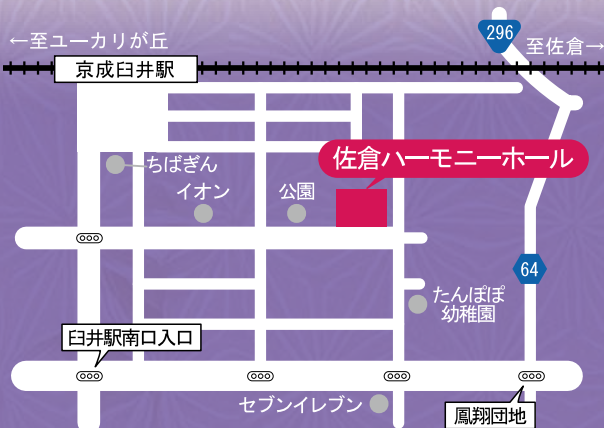 296
←至ユーカリが丘
至佐倉→
京成臼井駅
佐倉ハーモニーホール
ちばぎん
イオン
公園
64
たんぽぽ
幼稚園
臼井駅南口入口
セブンイレブン
鳳翔団地